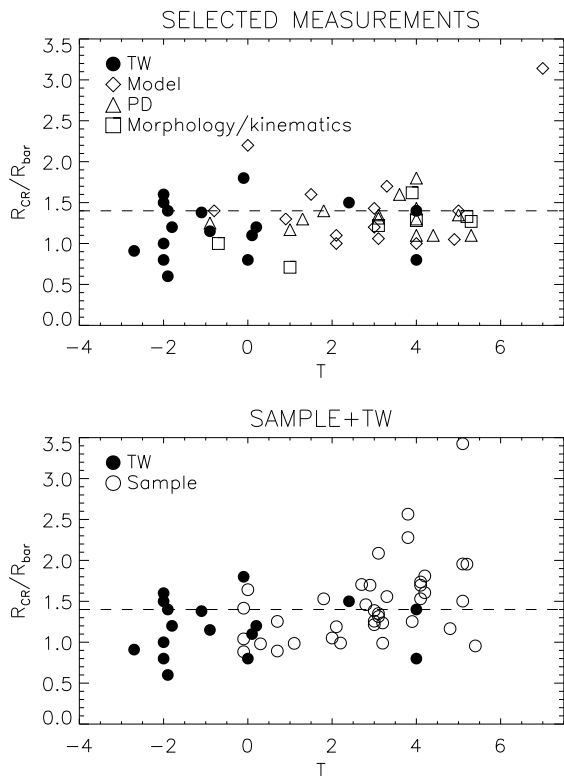 SELECTED MEASUREMENTS
3.5
3.0
2.5
2.0
1.5
1.0
0.5
0.0
R_CR/R_bar
TW
Model
PD
Morphology/kinematics
−4 −2 0 2 4 6
T
SAMPLE+TW
3.5
3.0
2.5
2.0
1.5
1.0
0.5
0.0
R_CR/R_bar
TW
Sample
−4 −2 0 2 4 6
T